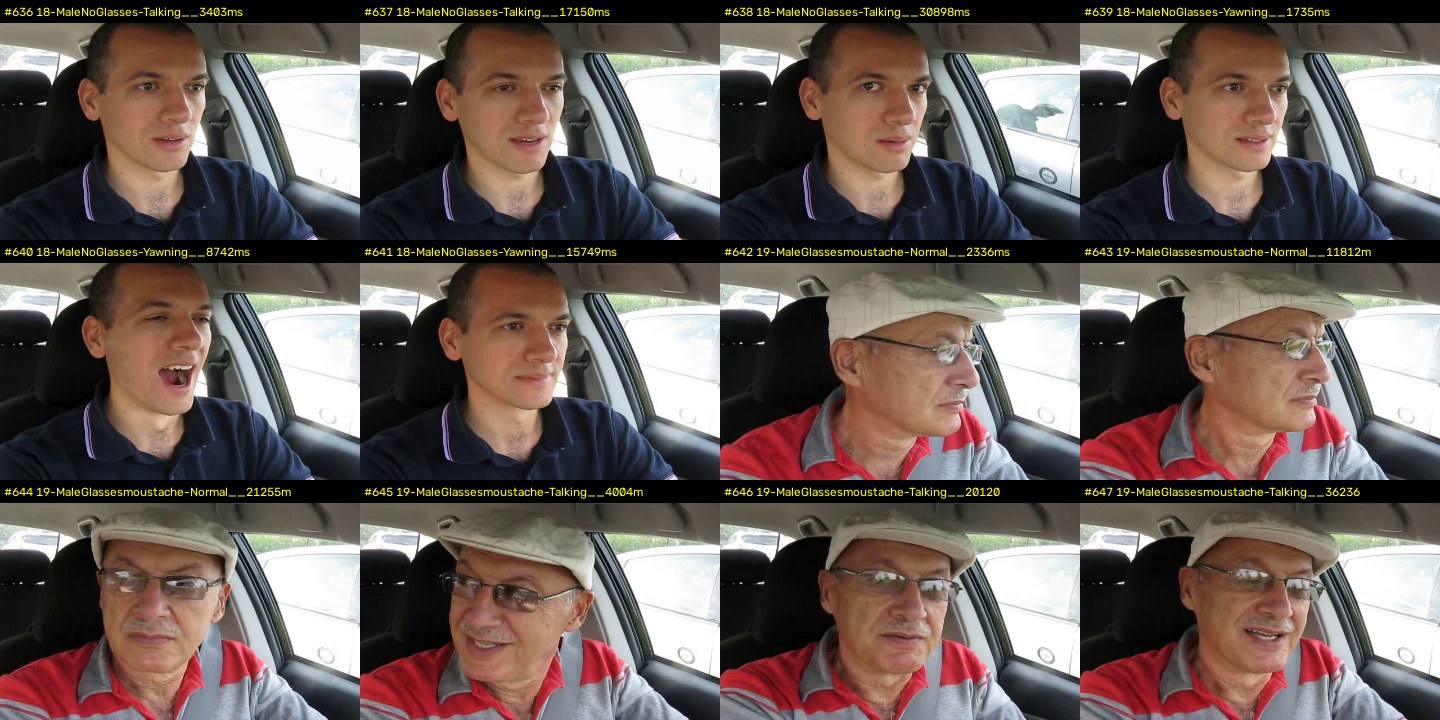 #636 18-MaleNoGlasses-Talking__3403ms
#637 18-MaleNoGlasses-Talking__17150ms
#638 18-MaleNoGlasses-Talking__30898ms
#639 18-MaleNoGlasses-Yawning__1735ms
#640 18-MaleNoGlasses-Yawning__8742ms
#641 18-MaleNoGlasses-Yawning__15749ms
#642 19-MaleGlassesmoustache-Normal__2336ms
#643 19-MaleGlassesmoustache-Normal__11812m
#644 19-MaleGlassesmoustache-Normal__21255m
#645 19-MaleGlassesmoustache-Talking__4004m
#646 19-MaleGlassesmoustache-Talking__20120
#647 19-MaleGlassesmoustache-Talking__36236